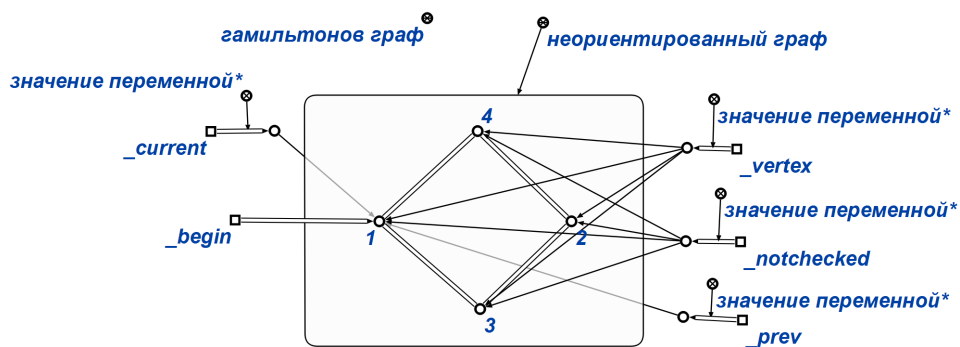 гамильтонов граф
неориентированный граф
значение переменной*
4
значение переменной*
_current
_vertex
значение переменной*
_begin
1
2
_notchecked
значение переменной*
3
_prev